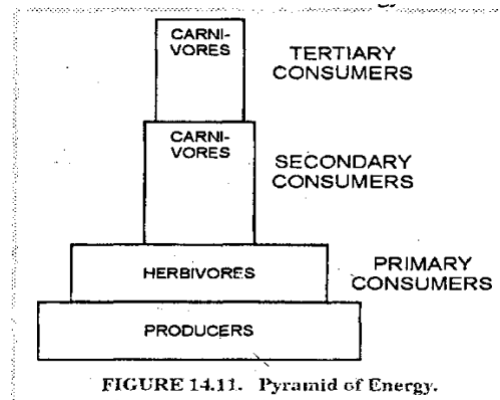 CARNI-
VORES
TERTIARY
CONSUMERS
CARNI-
VORES
SECONDARY
CONSUMERS
HERBIVORES
PRIMARY
CONSUMERS
PRODUCERS
FIGURE 14.11. Pyramid of Energy.